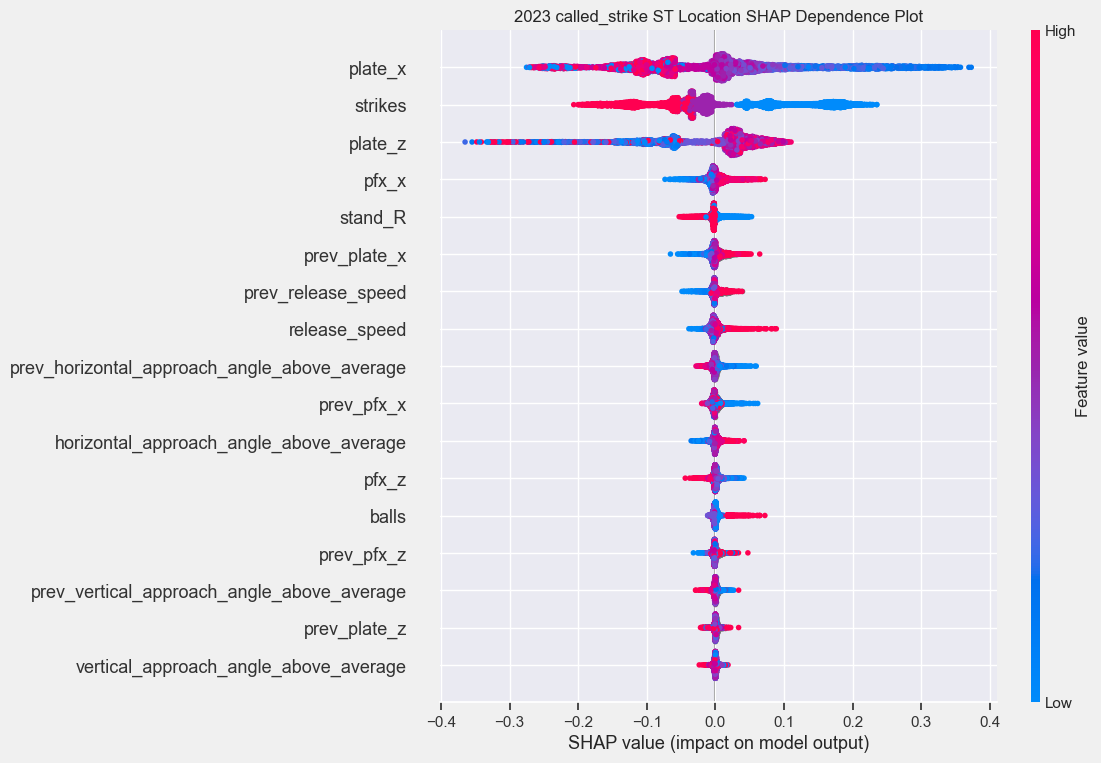 2023 called_strike ST Location SHAP Dependence Plot
High
plate_x
strikes
plate_z
pfx_x
stand_R
prev_plate_x
prev_release_speed
release_speed
prev_horizontal_approach_angle_above_average
prev_pfx_x
horizontal_approach_angle_above_average
pfx_z
balls
prev_pfx_z
prev_vertical_approach_angle_above_average
prev_plate_z
vertical_approach_angle_above_average
Feature value
Low
−0.4 −0.3 −0.2 −0.1 0.0 0.1 0.2 0.3 0.4
SHAP value (impact on model output)